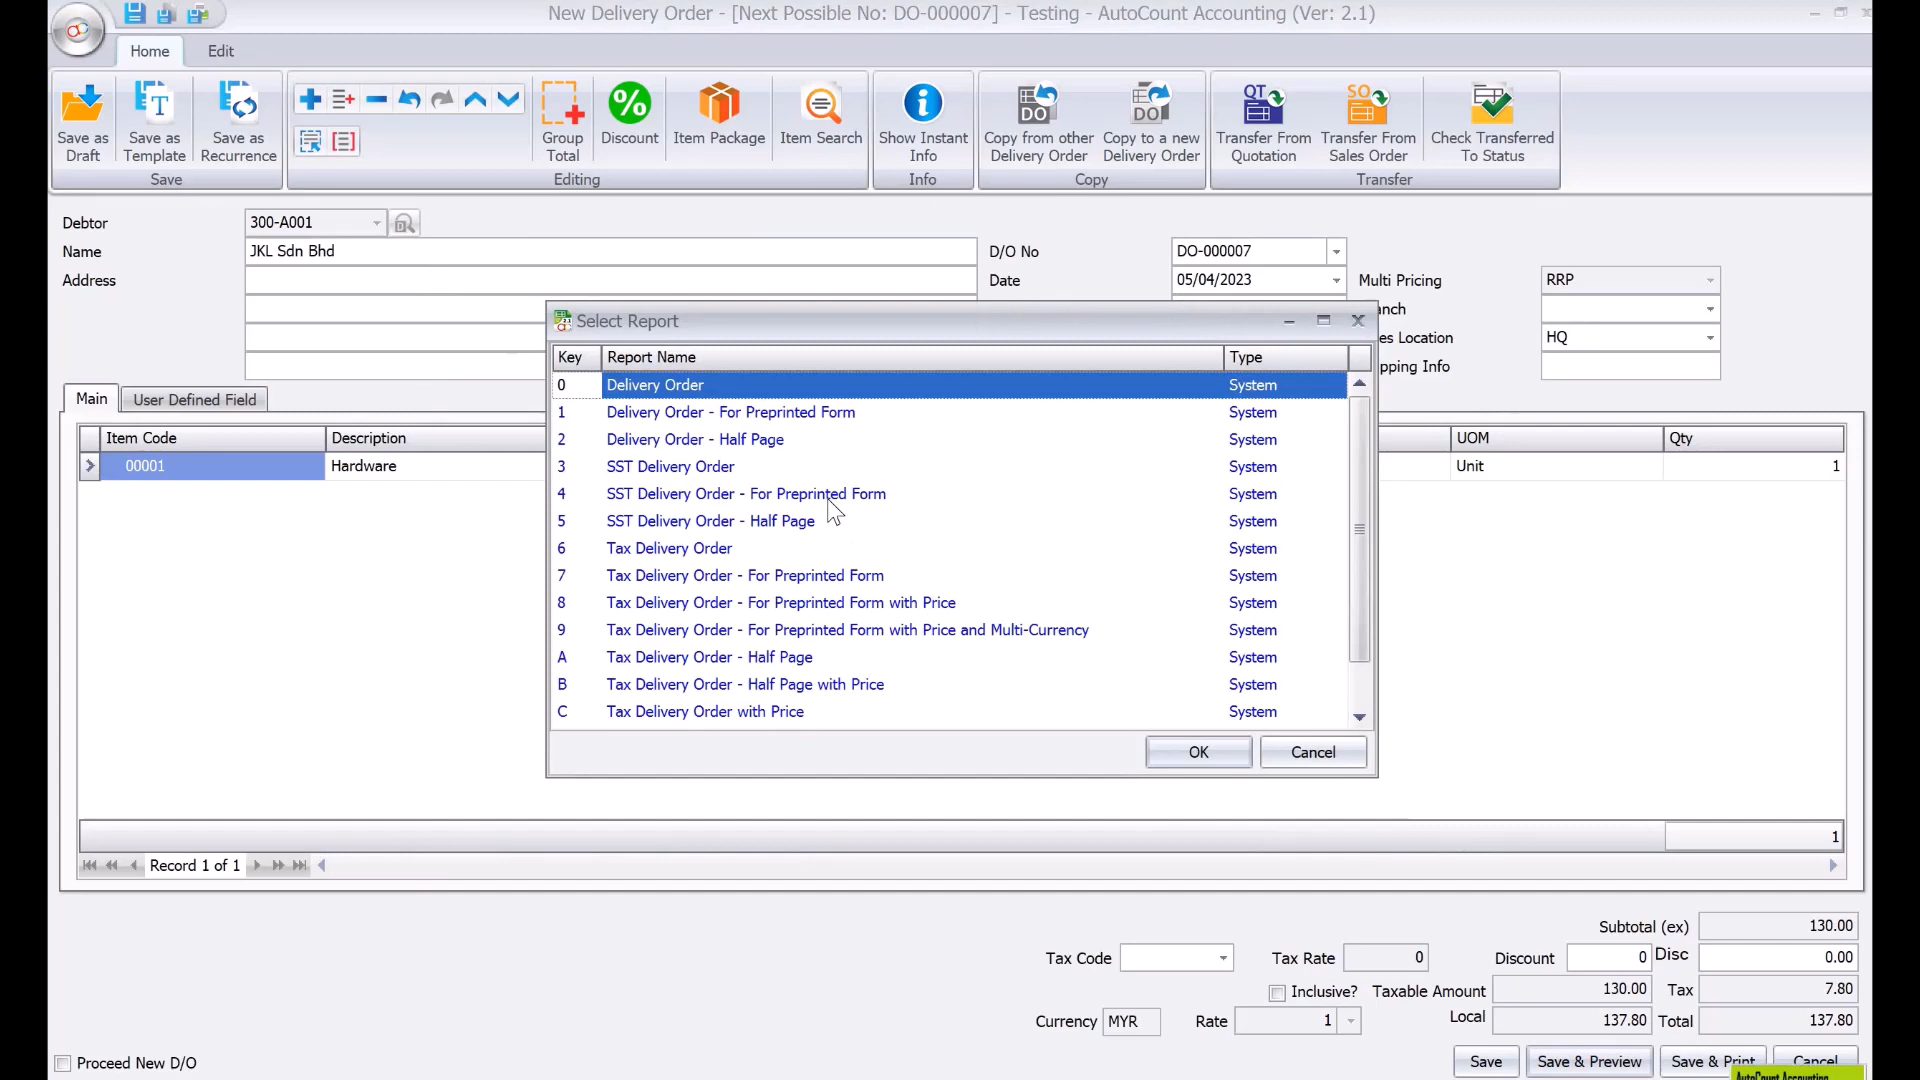 New Delivery Order - [Next Possible No: DO-000007] - Testing - AutoCount Accounting (Ver: 2.1)
Home Edit
Save as Draft
Save as Template
Save as Recurrence
Group Total
Discount
Item Package
Item Search
Show Instant Info
Copy from other Delivery Order
Copy to a new Delivery Order
Transfer From Quotation
Transfer From Sales Order
Check Transferred To Status
Save Editing Info Copy Transfer
Debtor 300-A001
Name JKL Sdn Bhd D/O No DO-000007
Address Date 05/04/2023 Multi Pricing RRP
anch
es Location HQ
pping Info
Select Report
Key Report Name Type
0 Delivery Order System
1 Delivery Order - For Preprinted Form System
2 Delivery Order - Half Page System
3 SST Delivery Order System
4 SST Delivery Order - For Preprinted Form System
5 SST Delivery Order - Half Page System
6 Tax Delivery Order System
7 Tax Delivery Order - For Preprinted Form System
8 Tax Delivery Order - For Preprinted Form with Price System
9 Tax Delivery Order - For Preprinted Form with Price and Multi-Currency System
A Tax Delivery Order - Half Page System
B Tax Delivery Order - Half Page with Price System
C Tax Delivery Order with Price System
OK Cancel
Main User Defined Field
Item Code Description UOM Qty
00001 Hardware Unit 1
1
Record 1 of 1
Subtotal (ex) 130.00
Tax Code Tax Rate 0 Discount 0 Disc 0.00
Inclusive? Taxable Amount 130.00 Tax 7.80
Currency MYR Rate 1 Local 137.80 Total 137.80
Proceed New D/O Save Save & Preview Save & Print Cancel
AutoCount Accounting